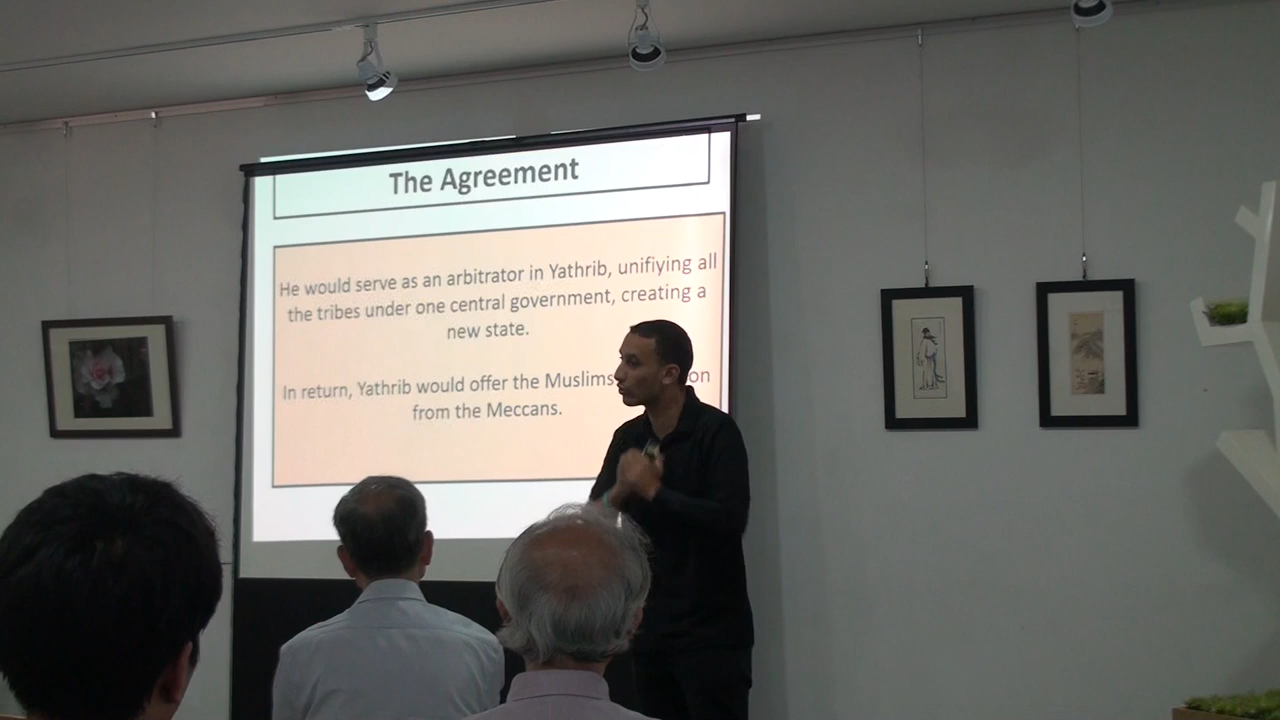 The Agreement
He would serve as an arbitrator in Yathrib, unifiying all
the tribes under one central government, creating a
new state.
In return, Yathrib would offer the Muslims on
from the Meccans.